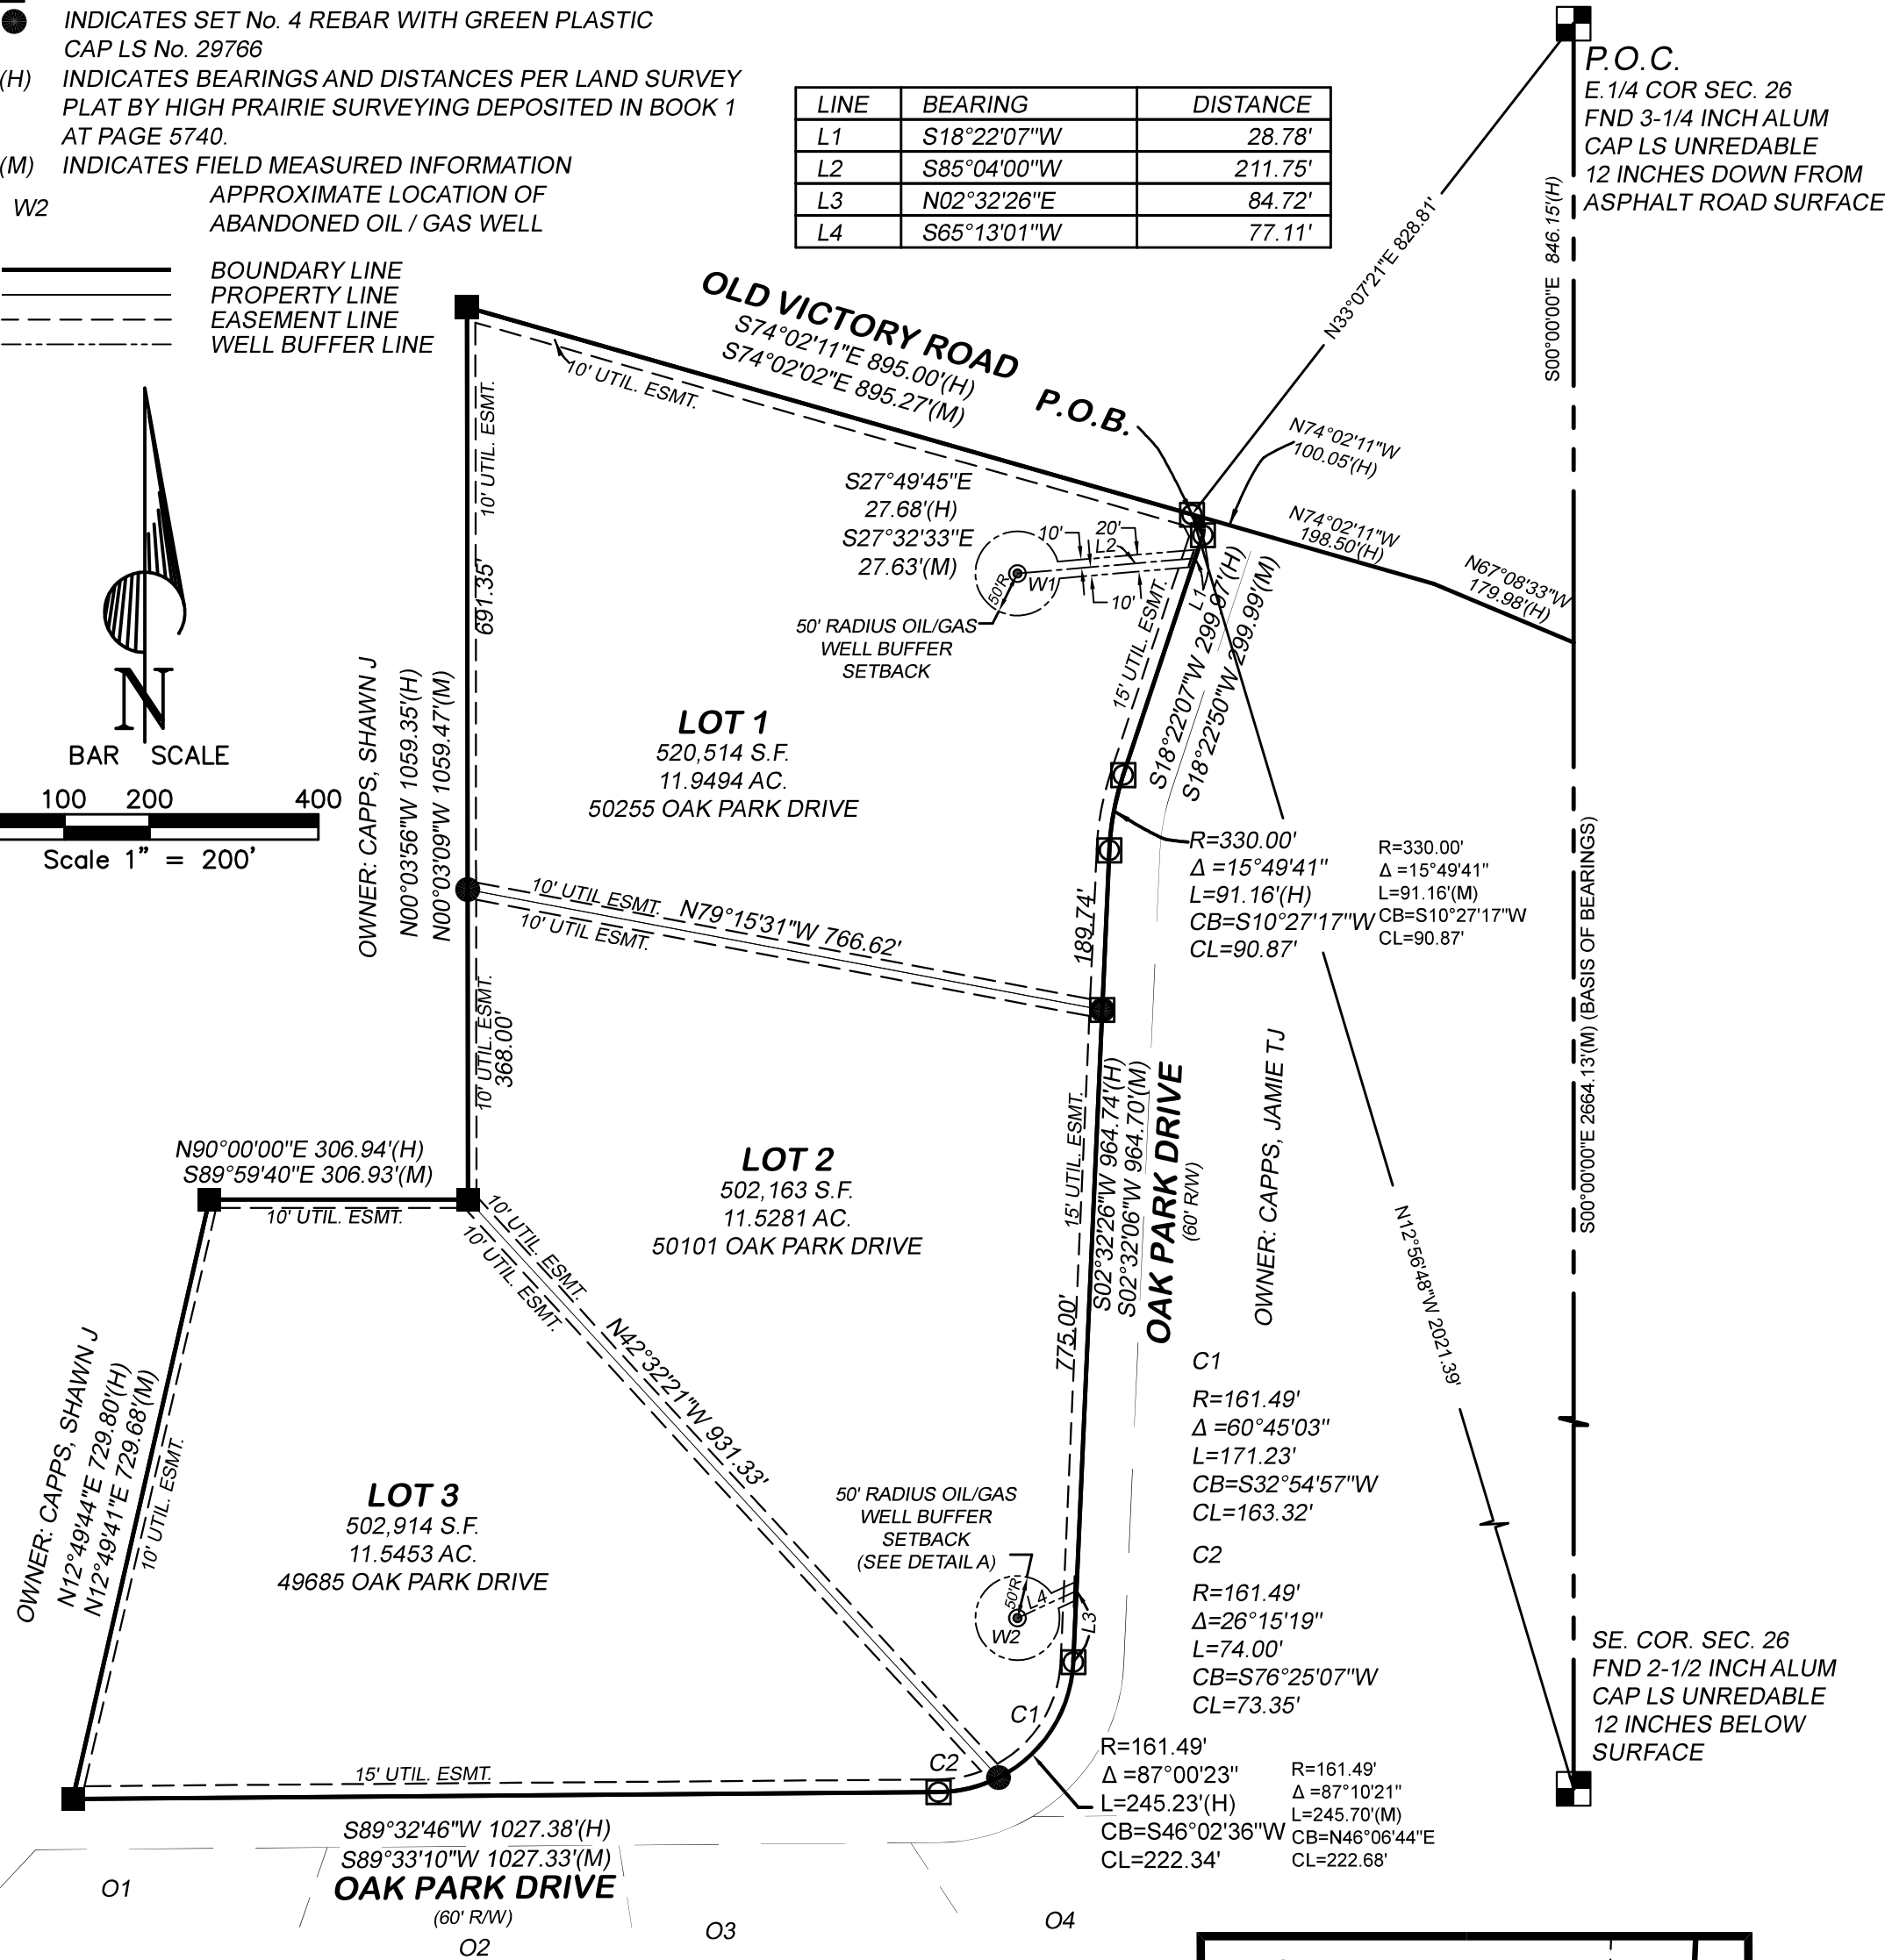 INDICATES SET No. 4 REBAR WITH GREEN PLASTIC
CAP LS No. 29766
(H) INDICATES BEARINGS AND DISTANCES PER LAND SURVEY
PLAT BY HIGH PRAIRIE SURVEYING DEPOSITED IN BOOK 1
AT PAGE 5740.
(M) INDICATES FIELD MEASURED INFORMATION
W2 APPROXIMATE LOCATION OF
ABANDONED OIL / GAS WELL
BOUNDARY LINE
PROPERTY LINE
EASEMENT LINE
WELL BUFFER LINE
LINE BEARING DISTANCE
L1 S18°22'07"W 28.78'
L2 S85°04'00"W 211.75'
L3 N02°32'26"E 84.72'
L4 S65°13'01"W 77.11'
P.O.C.
E.1/4 COR SEC. 26
FND 3-1/4 INCH ALUM
CAP LS UNREDABLE
12 INCHES DOWN FROM
ASPHALT ROAD SURFACE
S00°00'00"E 846.15'(H)
N33°07'21"E 828.81'
OLD VICTORY ROAD
S74°02'11"E 895.00'(H)
S74°02'02"E 895.27'(M)
10' UTIL. ESMT.
P.O.B.
N74°02'11"W
100.05'(H)
N74°02'11"W
198.50'(H)
N67°08'33"W
179.98'(H)
S27°49'45"E
27.68'(H)
S27°32'33"E
27.63'(M)
10'
20'
L2
W1
10'
50'R
L1
50' RADIUS OIL/GAS
WELL BUFFER
SETBACK
N
BAR SCALE
100 200 400
Scale 1" = 200'
10' UTIL. ESMT.
691.35'
OWNER: CAPPS, SHAWN J
N00°03'56"W 1059.35'(H)
N00°03'09"W 1059.47'(M)
LOT 1
520,514 S.F.
11.9494 AC.
50255 OAK PARK DRIVE
15' UTIL. ESMT.
S18°22'07"W 299.97'(H)
S18°22'50"W 299.99'(M)
R=330.00'
Δ =15°49'41"
L=91.16'(H)
CB=S10°27'17"W
CL=90.87'
R=330.00'
Δ =15°49'41"
L=91.16'(M)
CB=S10°27'17"W
CL=90.87'
10' UTIL ESMT.
N79°15'31"W 766.62'
10' UTIL ESMT.
189.74'
S00°00'00"E 2664.13'(M) (BASIS OF BEARINGS)
10' UTIL. ESMT.
368.00'
N90°00'00"E 306.94'(H)
S89°59'40"E 306.93'(M)
10' UTIL. ESMT.
LOT 2
502,163 S.F.
11.5281 AC.
50101 OAK PARK DRIVE
15' UTIL. ESMT.
775.00'
S02°32'26"W 964.74'(H)
S02°32'06"W 964.70'(M)
OAK PARK DRIVE
(60' R/W)
OWNER: CAPPS, JAMIE TJ
N12°56'48"W 2021.39'
10' UTIL. ESMT.
10' UTIL. ESMT.
N42°32'21"W 931.33'
OWNER: CAPPS, SHAWN J
N12°49'44"E 729.80'(H)
N12°49'41"E 729.68'(M)
10' UTIL. ESMT.
LOT 3
502,914 S.F.
11.5453 AC.
49685 OAK PARK DRIVE
50' RADIUS OIL/GAS
WELL BUFFER
SETBACK
(SEE DETAIL A)
50'R
L4
W2
L3
C1
R=161.49'
Δ =60°45'03"
L=171.23'
CB=S32°54'57"W
CL=163.32'
C2
R=161.49'
Δ=26°15'19"
L=74.00'
CB=S76°25'07"W
CL=73.35'
SE. COR. SEC. 26
FND 2-1/2 INCH ALUM
CAP LS UNREDABLE
12 INCHES BELOW
SURFACE
C1
C2
R=161.49'
Δ =87°00'23"
L=245.23'(H)
CB=S46°02'36"W
CL=222.34'
R=161.49'
Δ =87°10'21"
L=245.70'(M)
CB=N46°06'44"E
CL=222.68'
15' UTIL. ESMT.
S89°32'46"W 1027.38'(H)
S89°33'10"W 1027.33'(M)
OAK PARK DRIVE
(60' R/W)
O1
O2
O3
O4